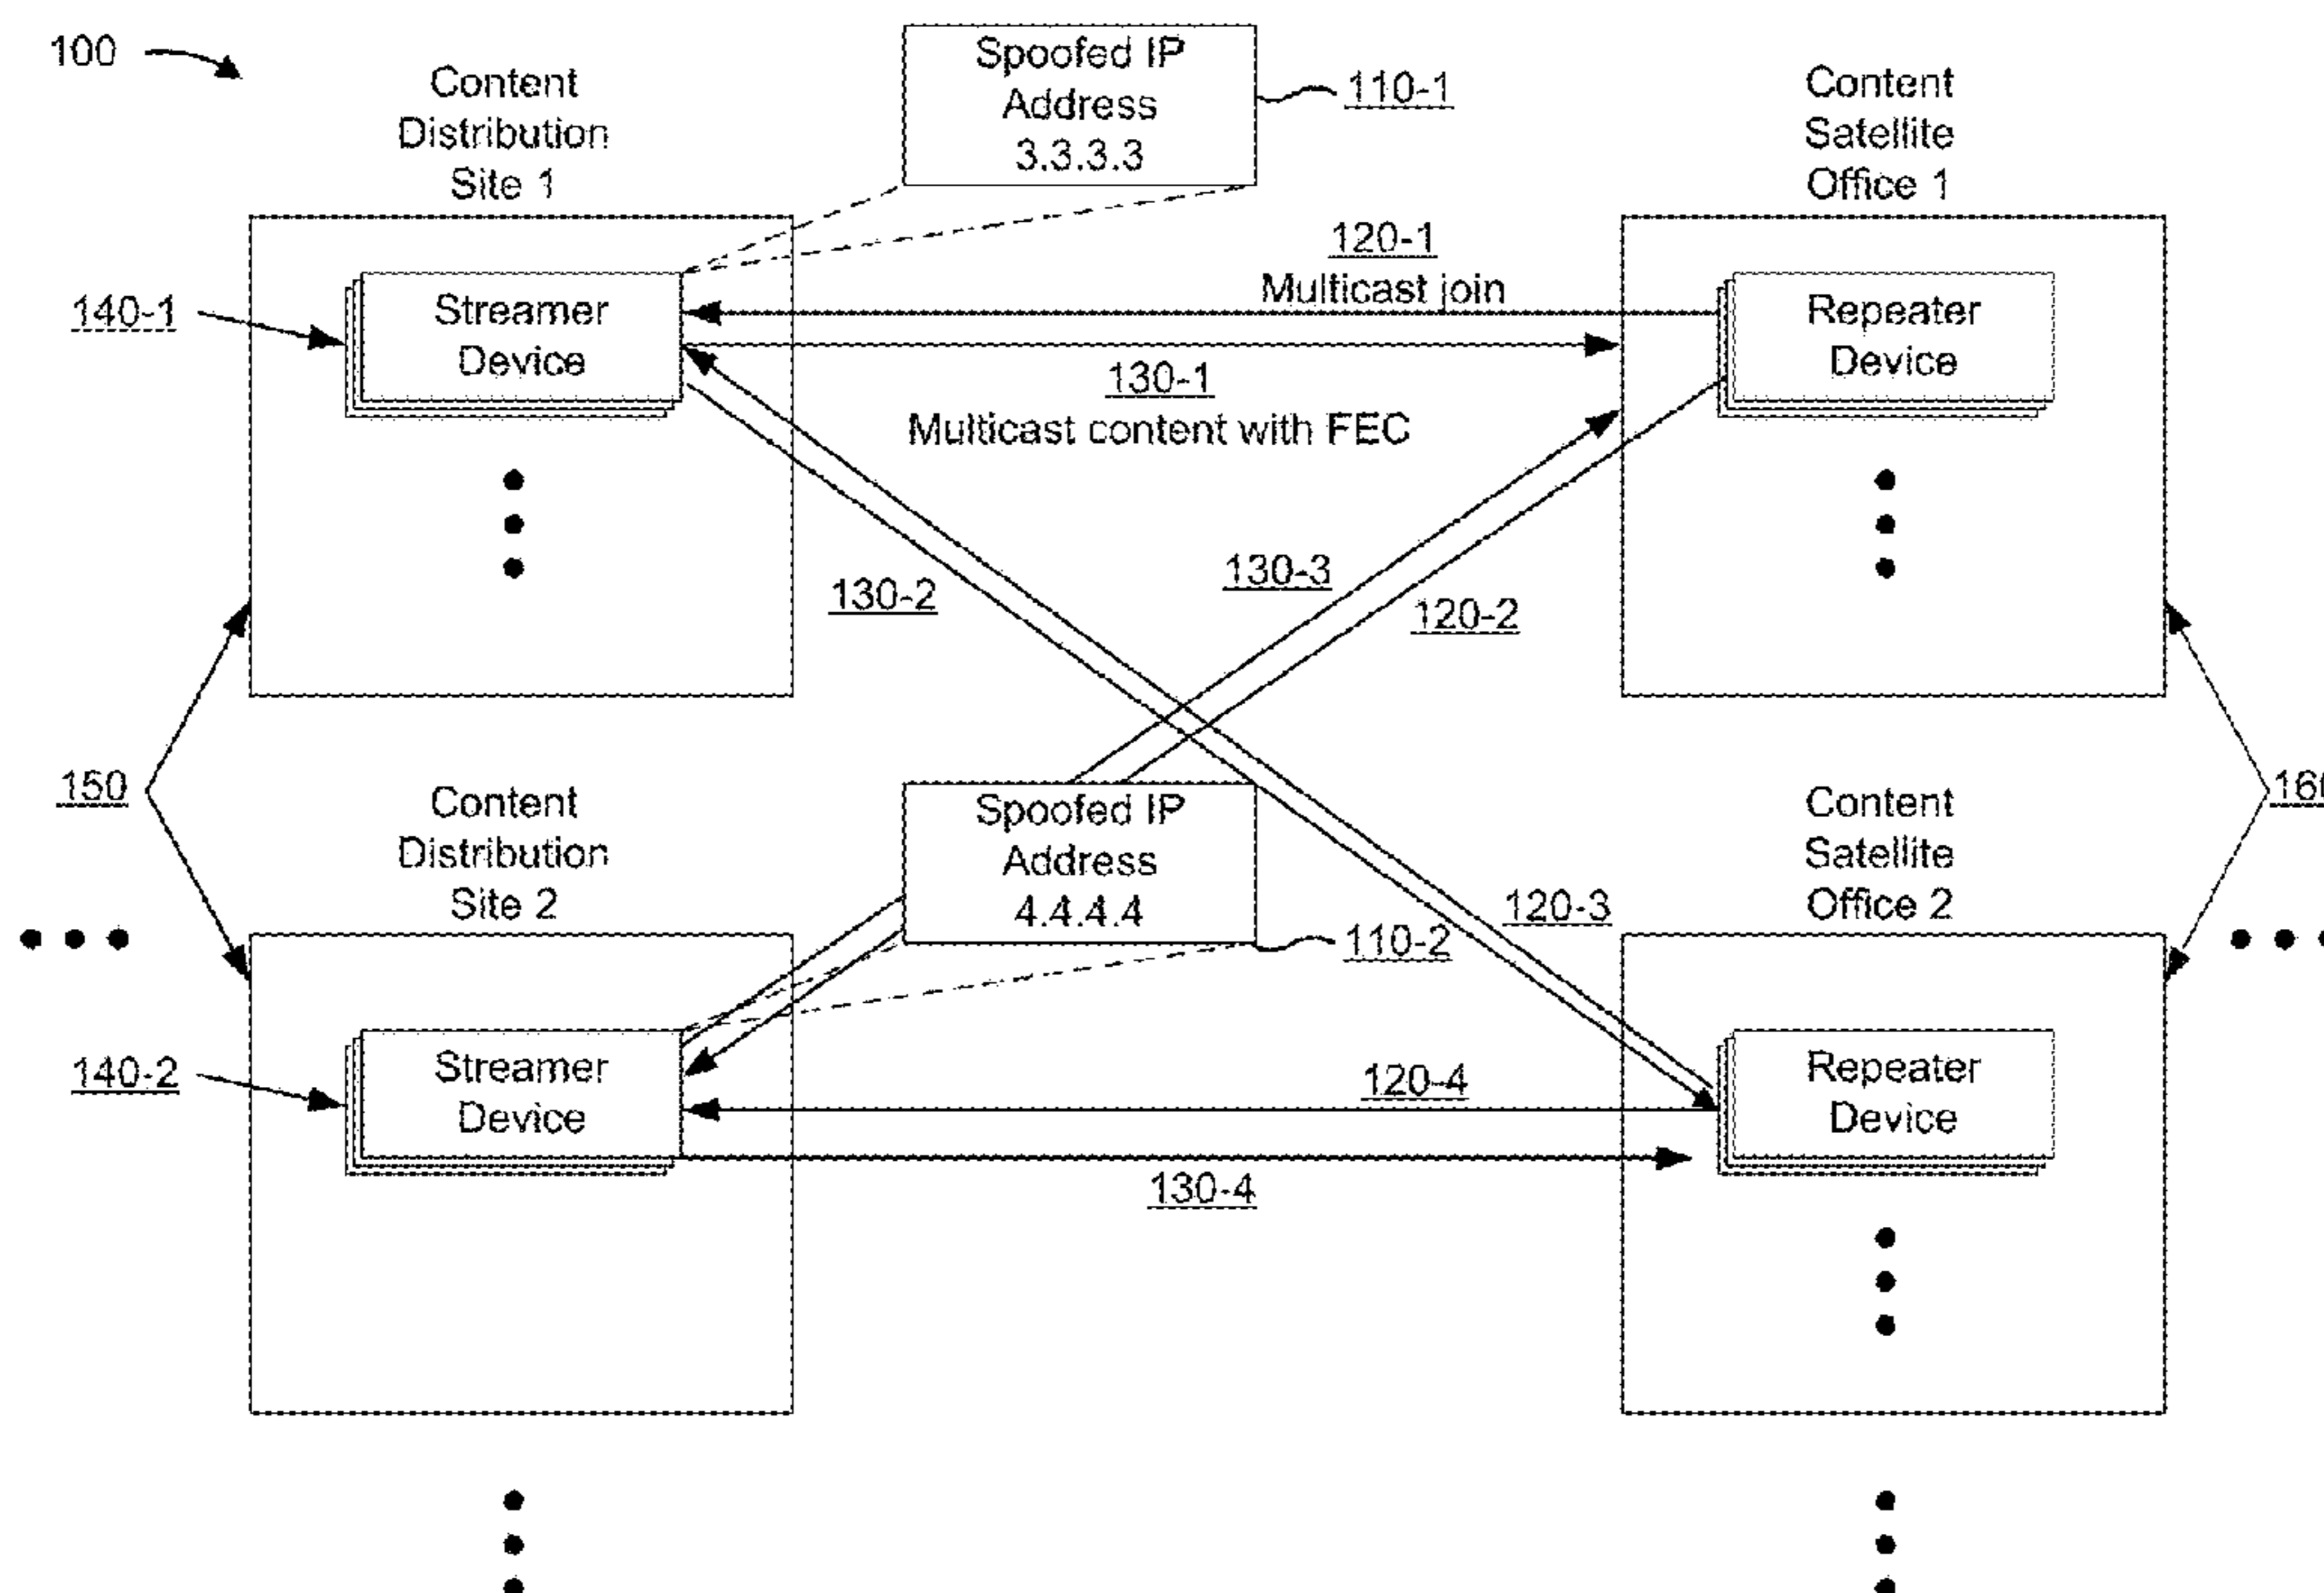 100
Content
Distribution
Site 1
Spoofed IP
Address
3.3.3.3
110-1
Content
Satellite
Office 1
120-1
Multicast join
140-1
Streamer
Device
Repeater
Device
130-1
Multicast content with FEC
130-2
130-3
120-2
150
Content
Distribution
Site 2
Spoofed IP
Address
4.4.4.4
110-2
120-3
Content
Satellite
Office 2
140-2
Streamer
Device
120-4
Repeater
Device
130-4